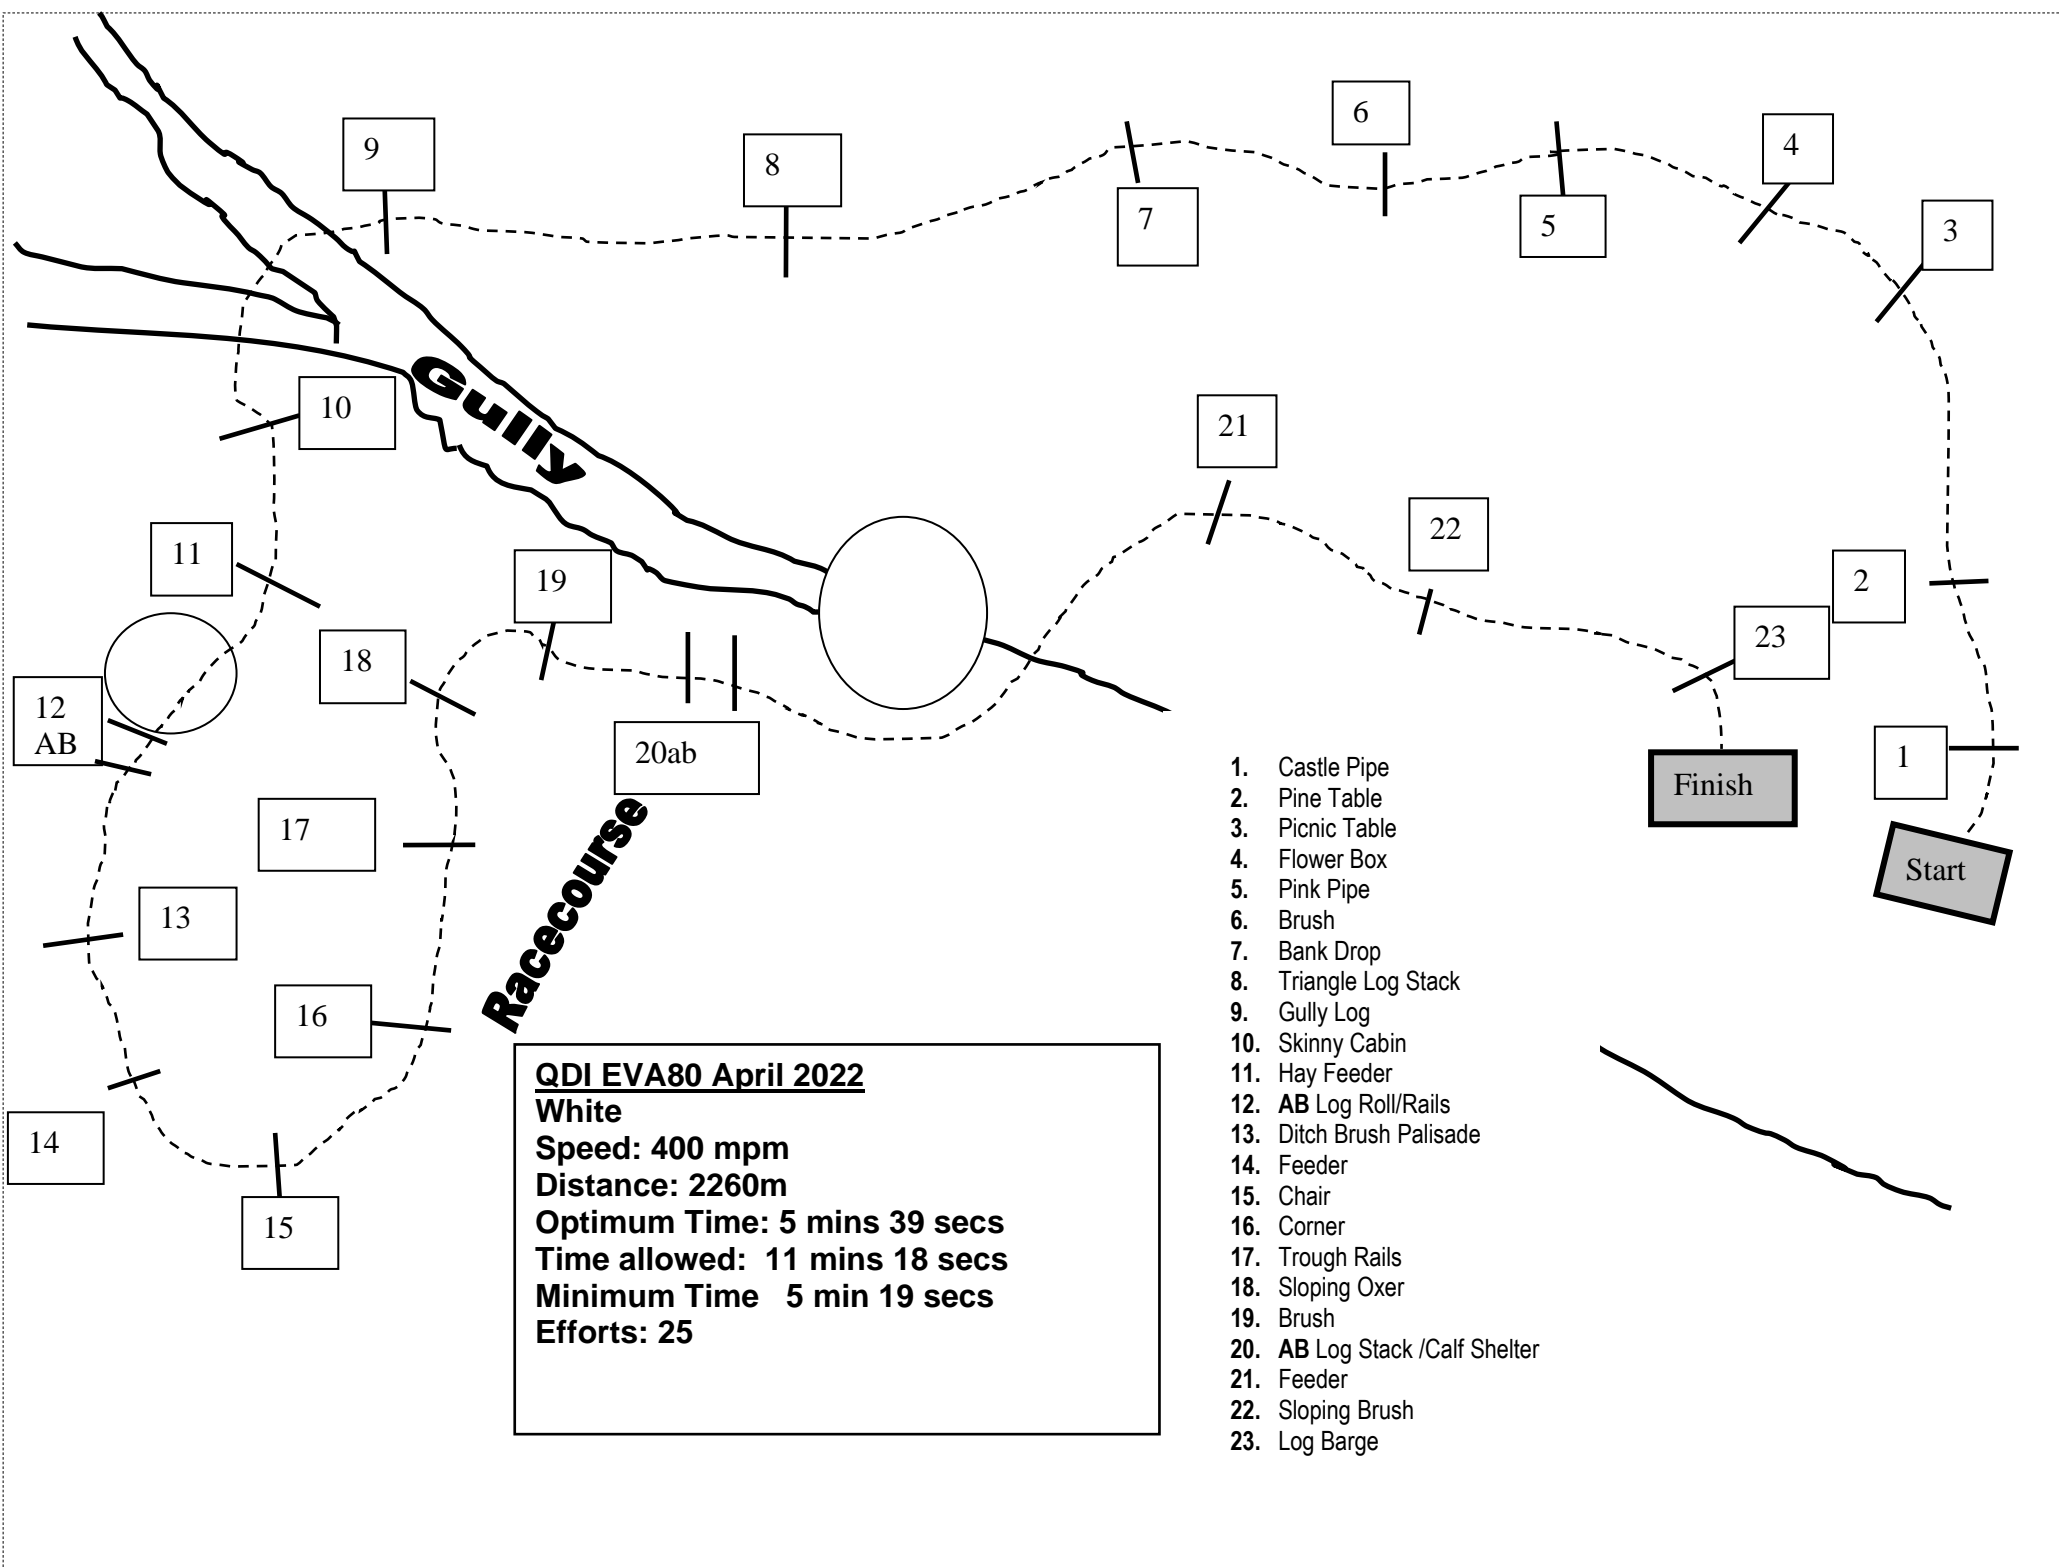 6
9
4
8
7
5
3
Gully
10
21
22
11
19
2
23
18
12
AB
20ab
1
Finish
17
Start
Racecourse
13
16
14
15
QDI EVA80 April 2022
White
Speed: 400 mpm
Distance: 2260m
Optimum Time: 5 mins 39 secs
Time allowed: 11 mins 18 secs
Minimum Time 5 min 19 secs
Efforts: 25
1. Castle Pipe
2. Pine Table
3. Picnic Table
4. Flower Box
5. Pink Pipe
6. Brush
7. Bank Drop
8. Triangle Log Stack
9. Gully Log
10. Skinny Cabin
11. Hay Feeder
12. AB Log Roll/Rails
13. Ditch Brush Palisade
14. Feeder
15. Chair
16. Corner
17. Trough Rails
18. Sloping Oxer
19. Brush
20. AB Log Stack /Calf Shelter
21. Feeder
22. Sloping Brush
23. Log Barge